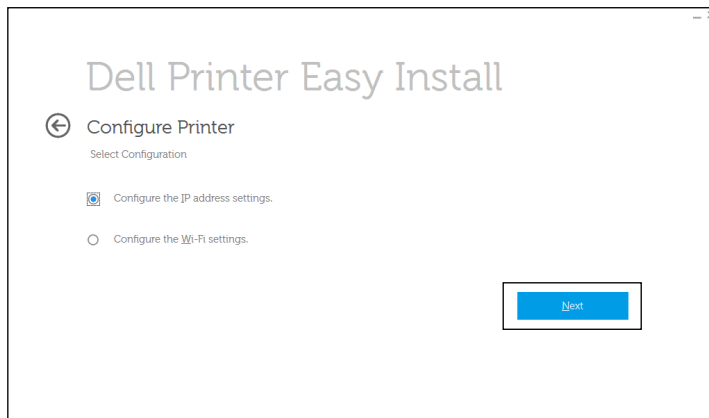 Dell Printer Easy Install
Configure Printer
Select Configuration
Configure the IP address settings.
Configure the Wi-Fi settings.
Next